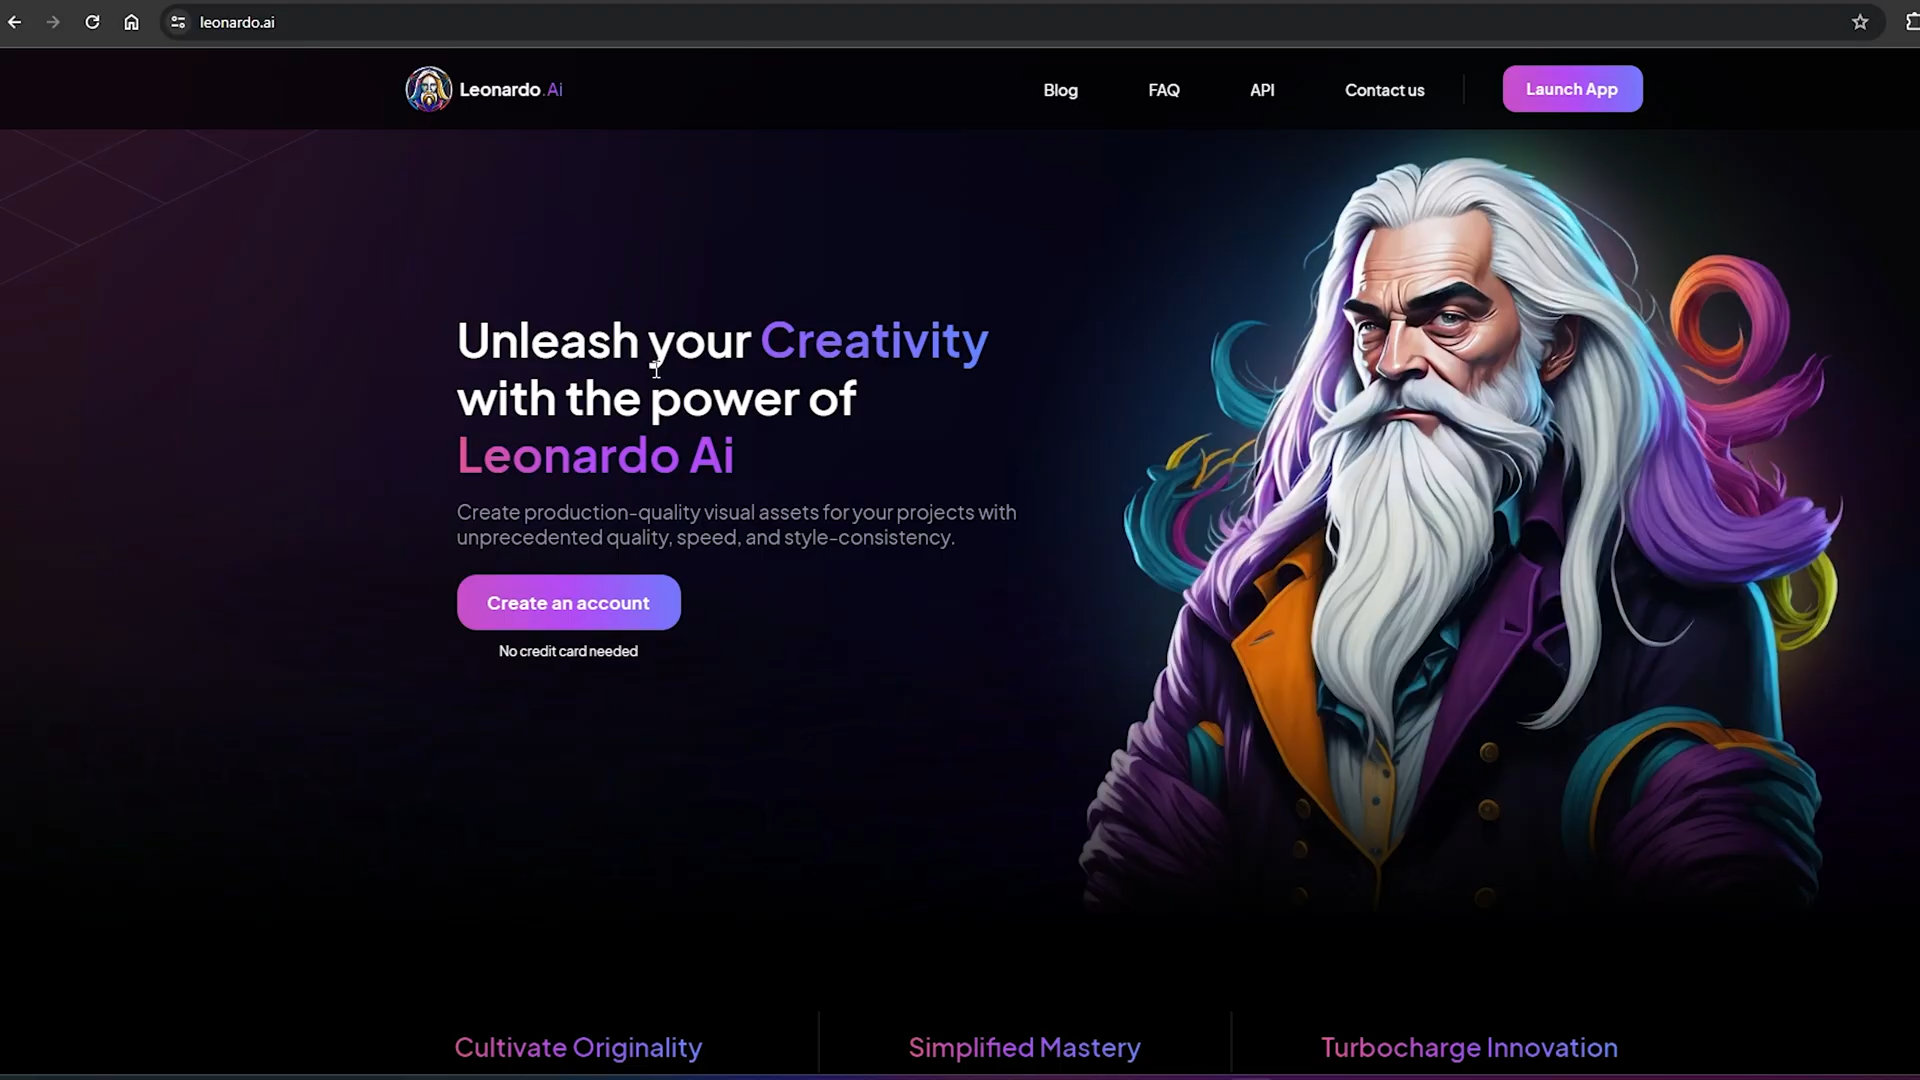 leonardo.ai
Leonardo.Ai
Blog
FAQ
API
Contact us
Launch App
Unleash your Creativity
with the power of
Leonardo Ai
Create production-quality visual assets for your projects with
unprecedented quality, speed, and style-consistency.
Create an account
No credit card needed
Cultivate Originality
Simplified Mastery
Turbocharge Innovation